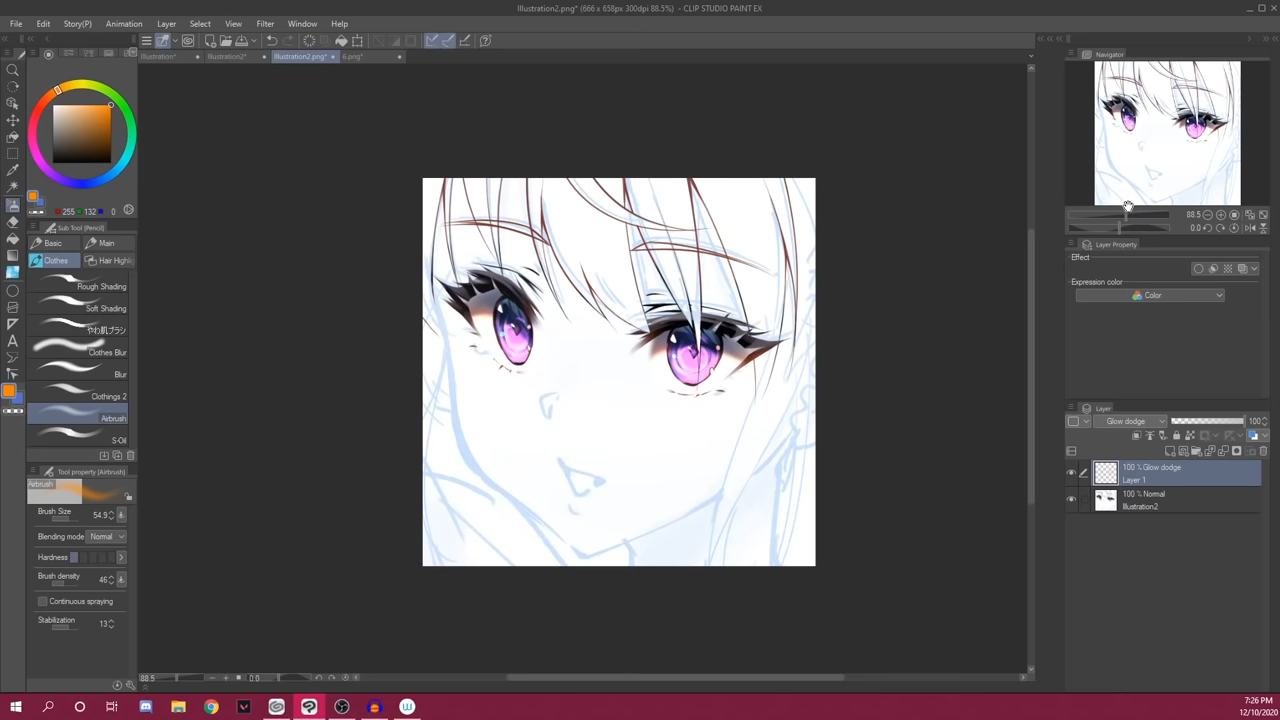 Illustration2.png* (666 x 658px 300dpi 88.5%) - CLIP STUDIO PAINT EX
File Edit Story(P) Animation Layer Select View Filter Window Help
Illustration* Illustration2* Illustration2.png* 6.png*
Navigator
88.5
0.0
255 132 0
Sub Tool [Pencil]
Basic Main
Clothes Hair Highli
Rough Shading
Soft Shading
やわ肌ブラシ
Clothes Blur
Blur
Clothings 2
Airbrush
S-Oil
Tool property [Airbrush]
Airbrush
Brush Size 54.9
Blending mode Normal
Hardness
Brush density 46
Continuous spraying
Stabilization 13
Layer Property
Effect
Expression color
Color
Layer
Glow dodge 100
100 % Glow dodge
Layer 1
100 % Normal
Illustration2
88.5 0.0
7:26 PM
12/10/2020